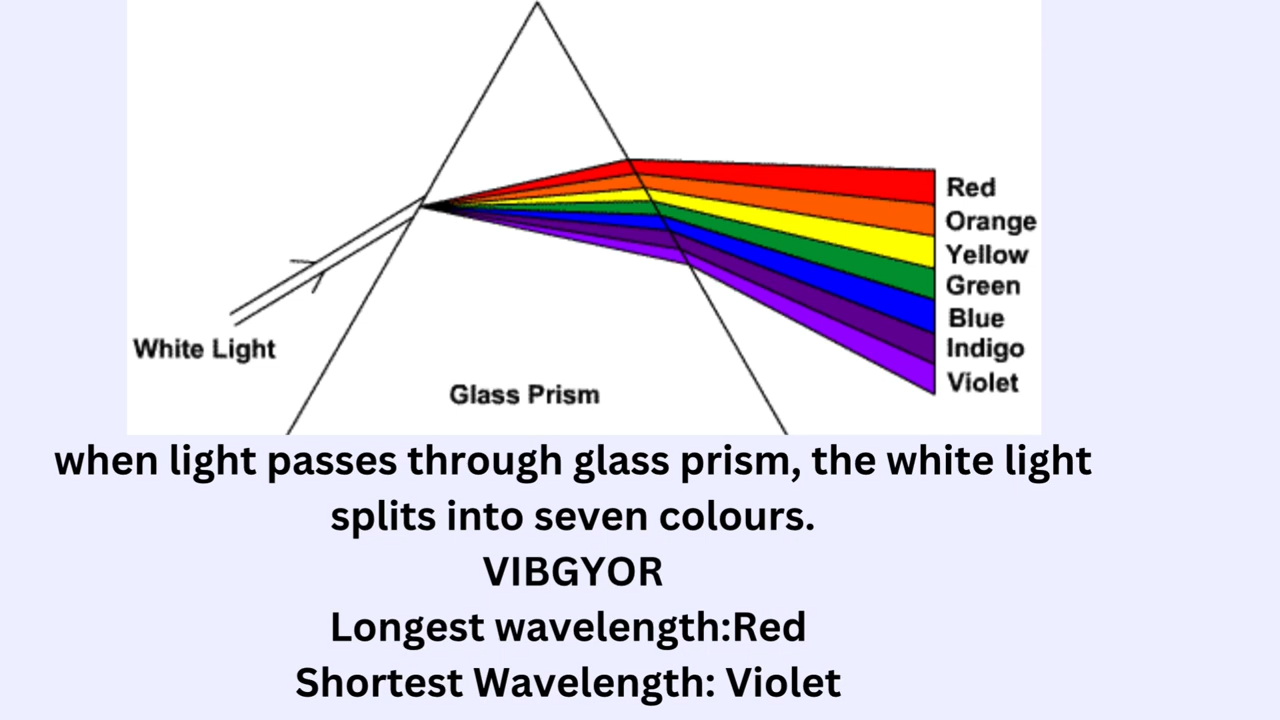 Red
Orange
Yellow
Green
Blue
Indigo
Violet
White Light
Glass Prism
when light passes through glass prism, the white light
splits into seven colours.
VIBGYOR
Longest wavelength:Red
Shortest Wavelength: Violet